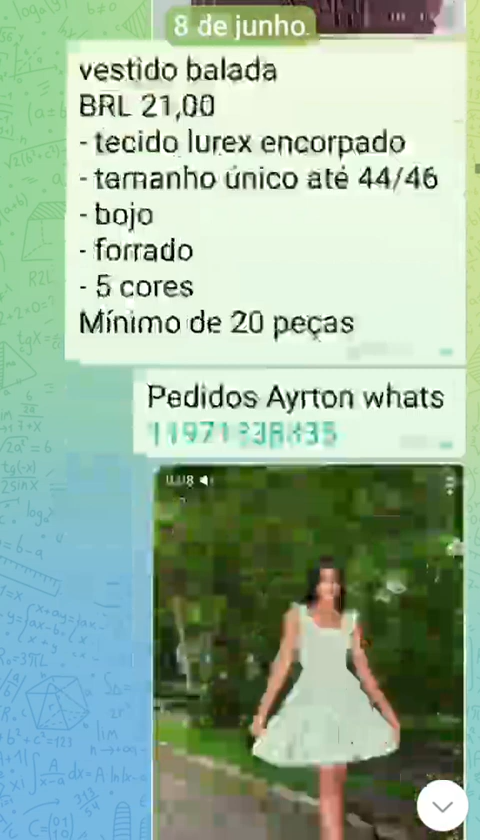 8 de junho
vestido balada
BRL 21,00
- tecido lurex encorpado
- tamanho único até 44/46
- bojo
- forrado
- 5 cores
Mínimo de 20 peças
Pedidos Ayrton whats